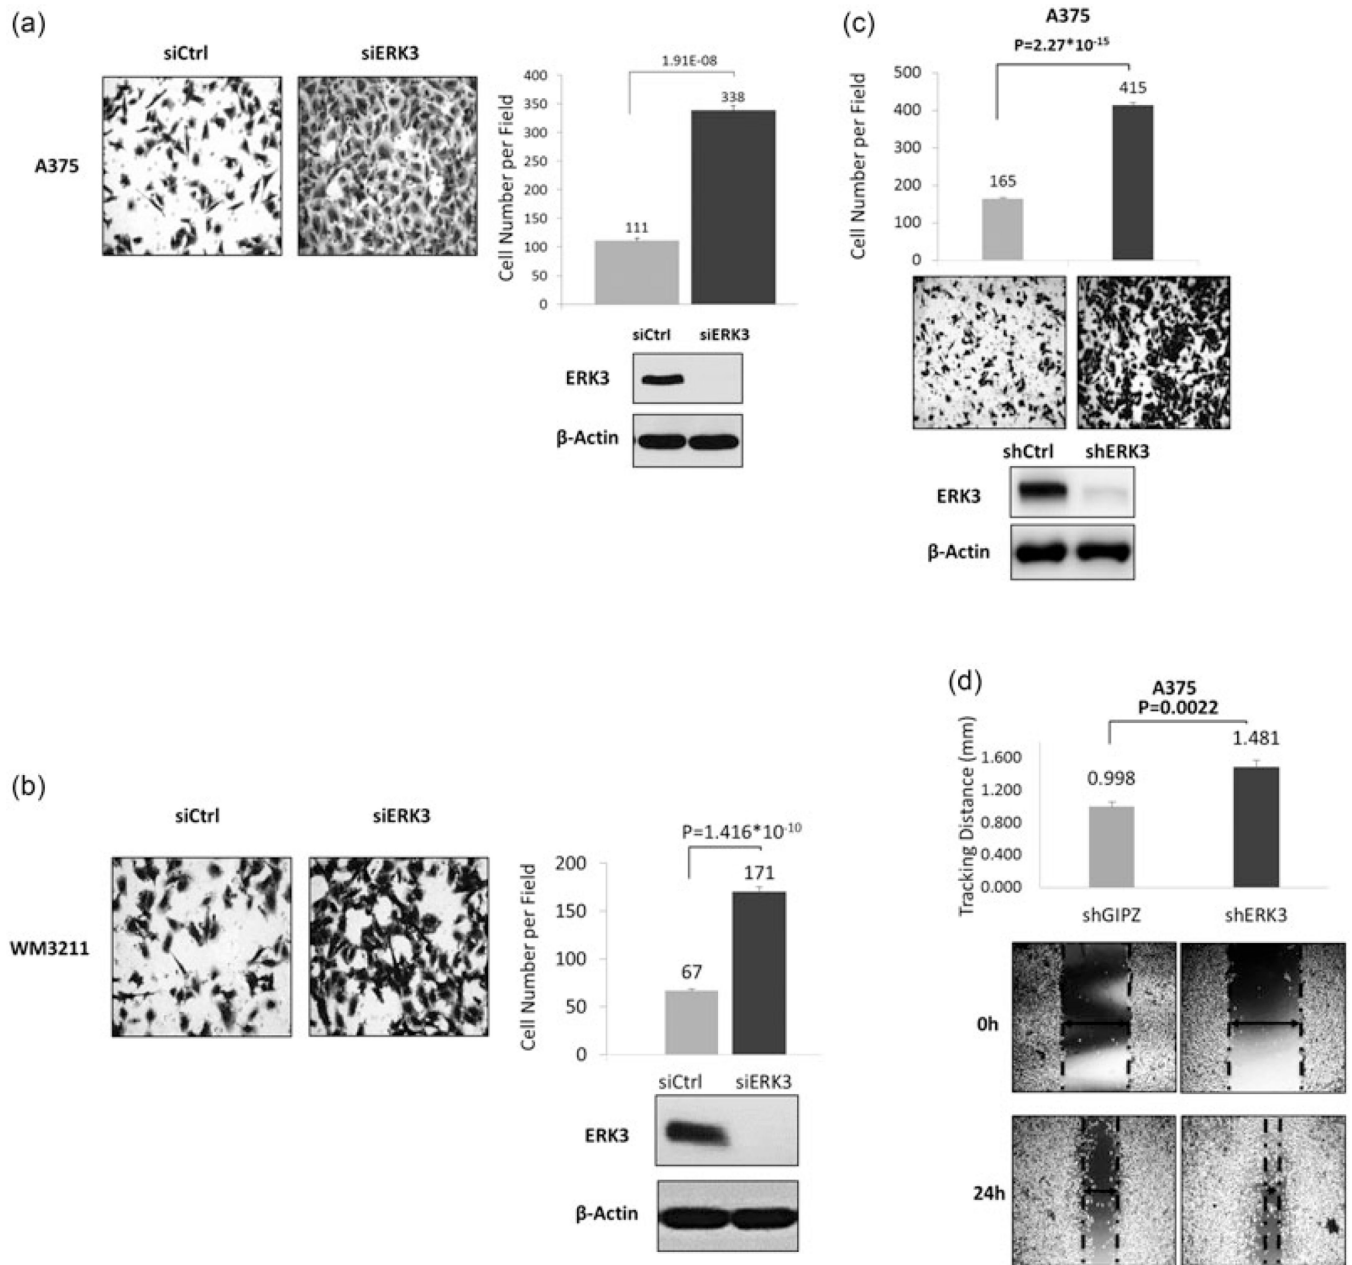 (a)
siCtrl
siERK3
A375
1.91E-08
400
350
300
250
200
150
100
50
0
Cell Number per Field
111
338
siCtrl
siERK3
ERK3
β-Actin
(b)
siCtrl
siERK3
WM3211
P=1.416*10-10
200
150
100
50
0
Cell Number per Field
67
171
siCtrl
siERK3
ERK3
β-Actin
(c)
A375
P=2.27*10-15
500
400
300
200
100
0
Cell Number per Field
165
415
shCtrl
shERK3
ERK3
β-Actin
(d)
A375
P=0.0022
1.600
1.200
0.800
0.400
0.000
Tracking Distance (mm)
0.998
1.481
shGIPZ
shERK3
0h
24h